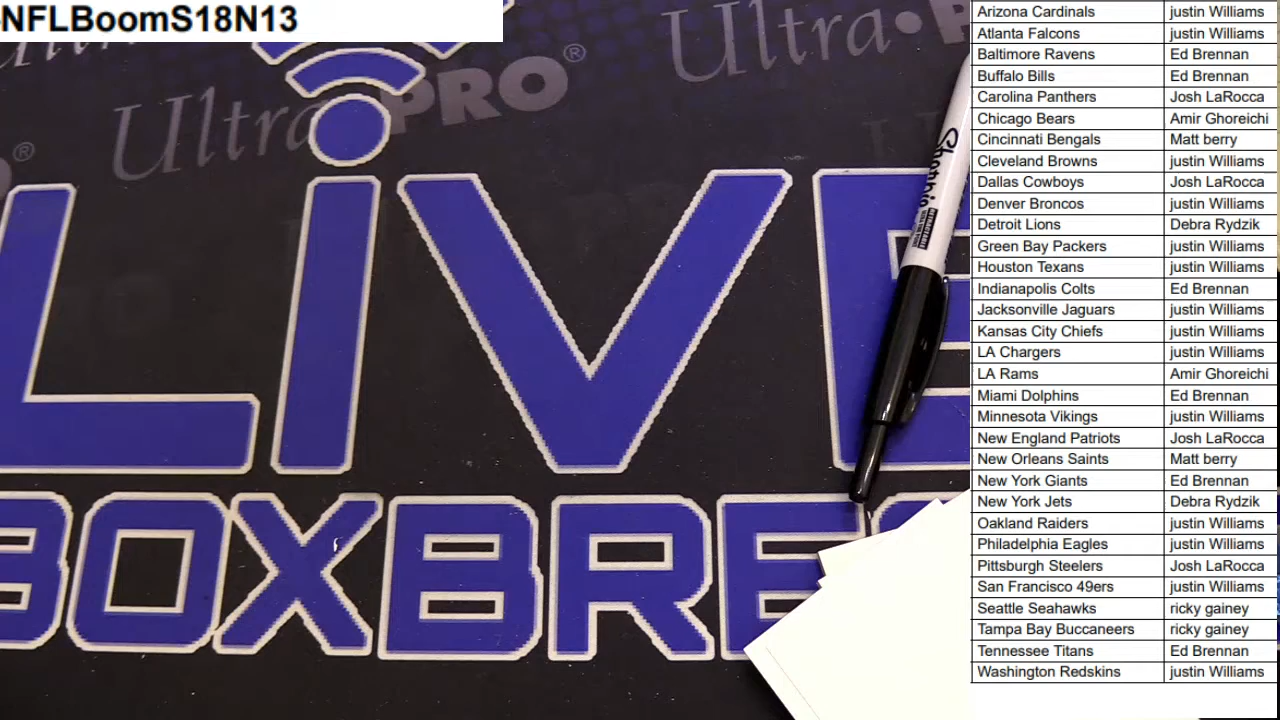 NFLBoomS18N13
Ultra PRO®
Ultra•PRO
®
LIVE
BOXBRE
Sharpie
Arizona Cardinals justin Williams
Atlanta Falcons justin Williams
Baltimore Ravens Ed Brennan
Buffalo Bills Ed Brennan
Carolina Panthers Josh LaRocca
Chicago Bears Amir Ghoreichi
Cincinnati Bengals Matt berry
Cleveland Browns justin Williams
Dallas Cowboys Josh LaRocca
Denver Broncos justin Williams
Detroit Lions Debra Rydzik
Green Bay Packers justin Williams
Houston Texans justin Williams
Indianapolis Colts Ed Brennan
Jacksonville Jaguars justin Williams
Kansas City Chiefs justin Williams
LA Chargers justin Williams
LA Rams Amir Ghoreichi
Miami Dolphins Ed Brennan
Minnesota Vikings justin Williams
New England Patriots Josh LaRocca
New Orleans Saints Matt berry
New York Giants Ed Brennan
New York Jets Debra Rydzik
Oakland Raiders justin Williams
Philadelphia Eagles justin Williams
Pittsburgh Steelers Josh LaRocca
San Francisco 49ers justin Williams
Seattle Seahawks ricky gainey
Tampa Bay Buccaneers ricky gainey
Tennessee Titans Ed Brennan
Washington Redskins justin Williams